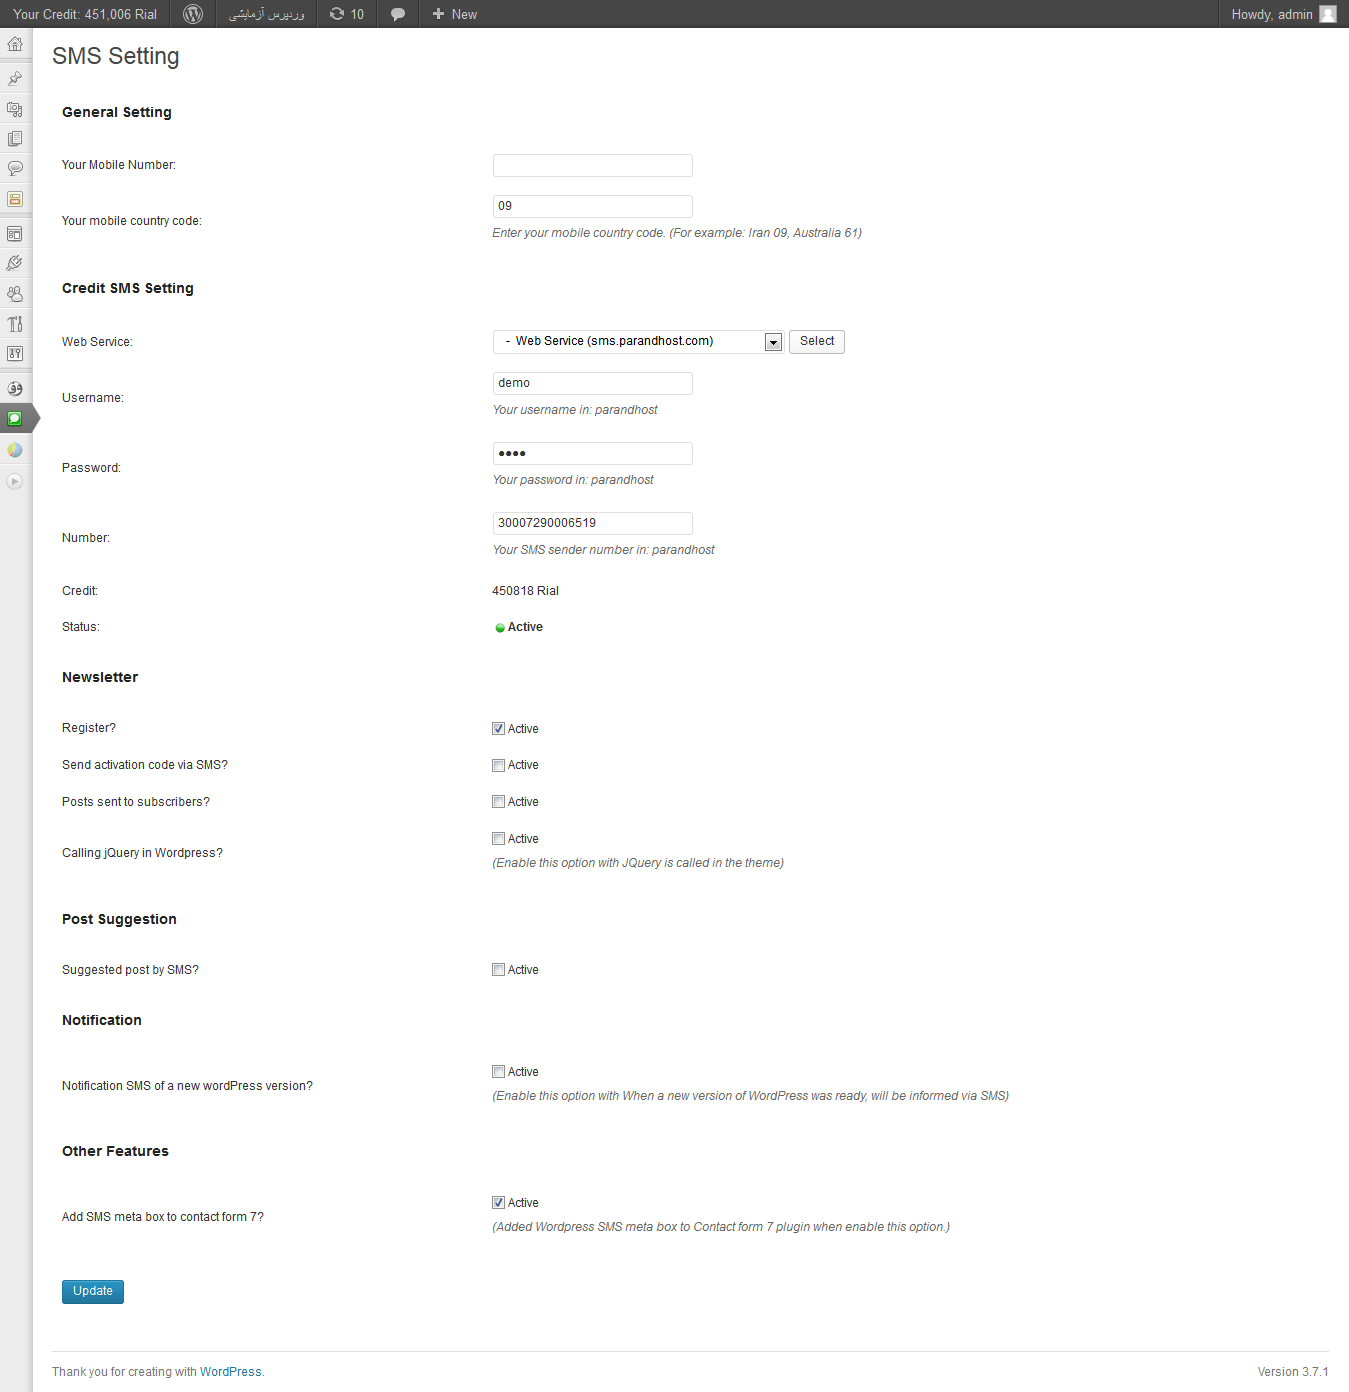 Your Credit: 451,006 Rial
وردپرس آزمایشی
10
New
Howdy, admin
SMS Setting
General Setting
Your Mobile Number:
Your mobile country code:
09
Enter your mobile country code. (For example: Iran 09, Australia 61)
Credit SMS Setting
Web Service:
- Web Service (sms.parandhost.com)
Select
Username:
demo
Your username in: parandhost
Password:
●●●●
Your password in: parandhost
Number:
30007290006519
Your SMS sender number in: parandhost
Credit:
450818 Rial
Status:
Active
Newsletter
Register?
Active
Send activation code via SMS?
Active
Posts sent to subscribers?
Active
Calling jQuery in Wordpress?
Active
(Enable this option with JQuery is called in the theme)
Post Suggestion
Suggested post by SMS?
Active
Notification
Notification SMS of a new wordPress version?
Active
(Enable this option with When a new version of WordPress was ready, will be informed via SMS)
Other Features
Add SMS meta box to contact form 7?
Active
(Added Wordpress SMS meta box to Contact form 7 plugin when enable this option.)
Update
Thank you for creating with WordPress.
Version 3.7.1